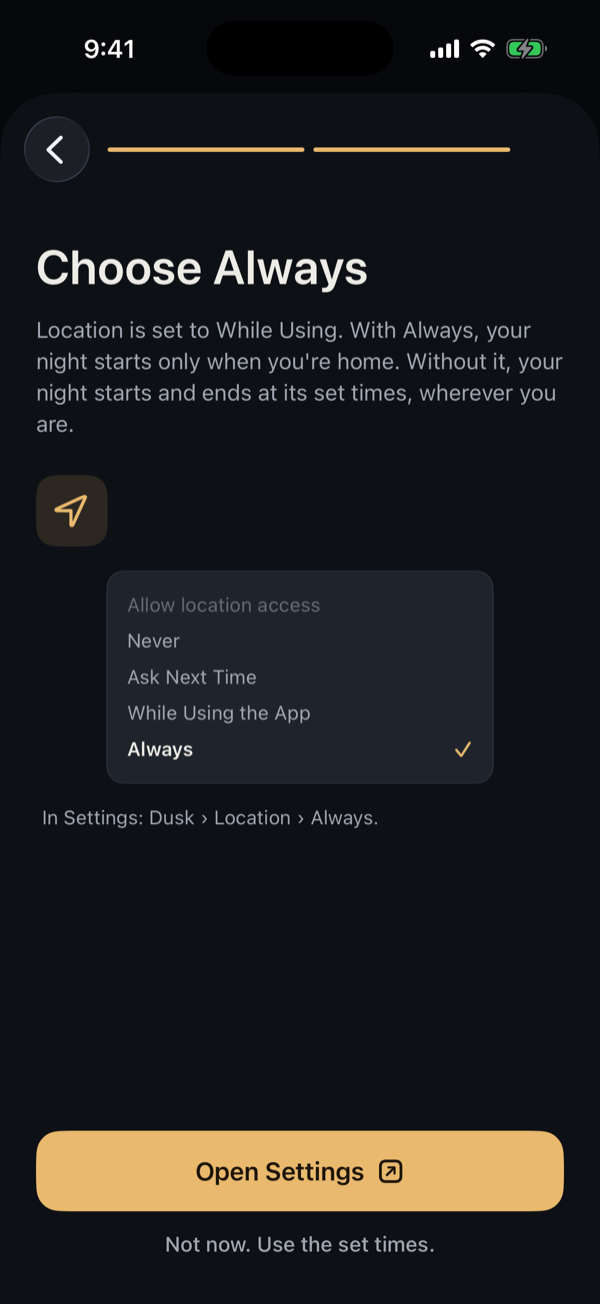 9:41
Choose Always
Location is set to While Using. With Always, your
night starts only when you're home. Without it, your
night starts and ends at its set times, wherever you
are.
Allow location access
Never
Ask Next Time
While Using the App
Always
In Settings: Dusk › Location › Always.
Open Settings
Not now. Use the set times.